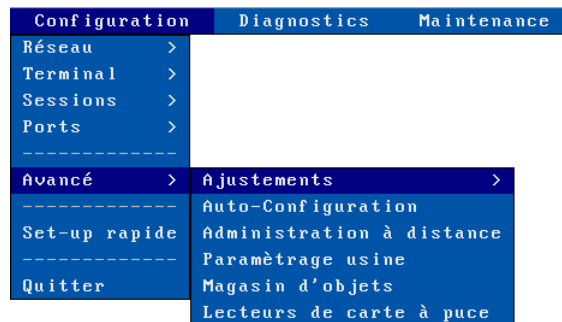 Configuration Diagnostics Maintenance
Réseau >
Terminal >
Sessions >
Ports >
-------------
Avancé > Ajustements >
------------- Auto-Configuration
Set-up rapide Administration à distance
------------- Paramètrage usine
Quitter Magasin d'objets
Lecteurs de carte à puce